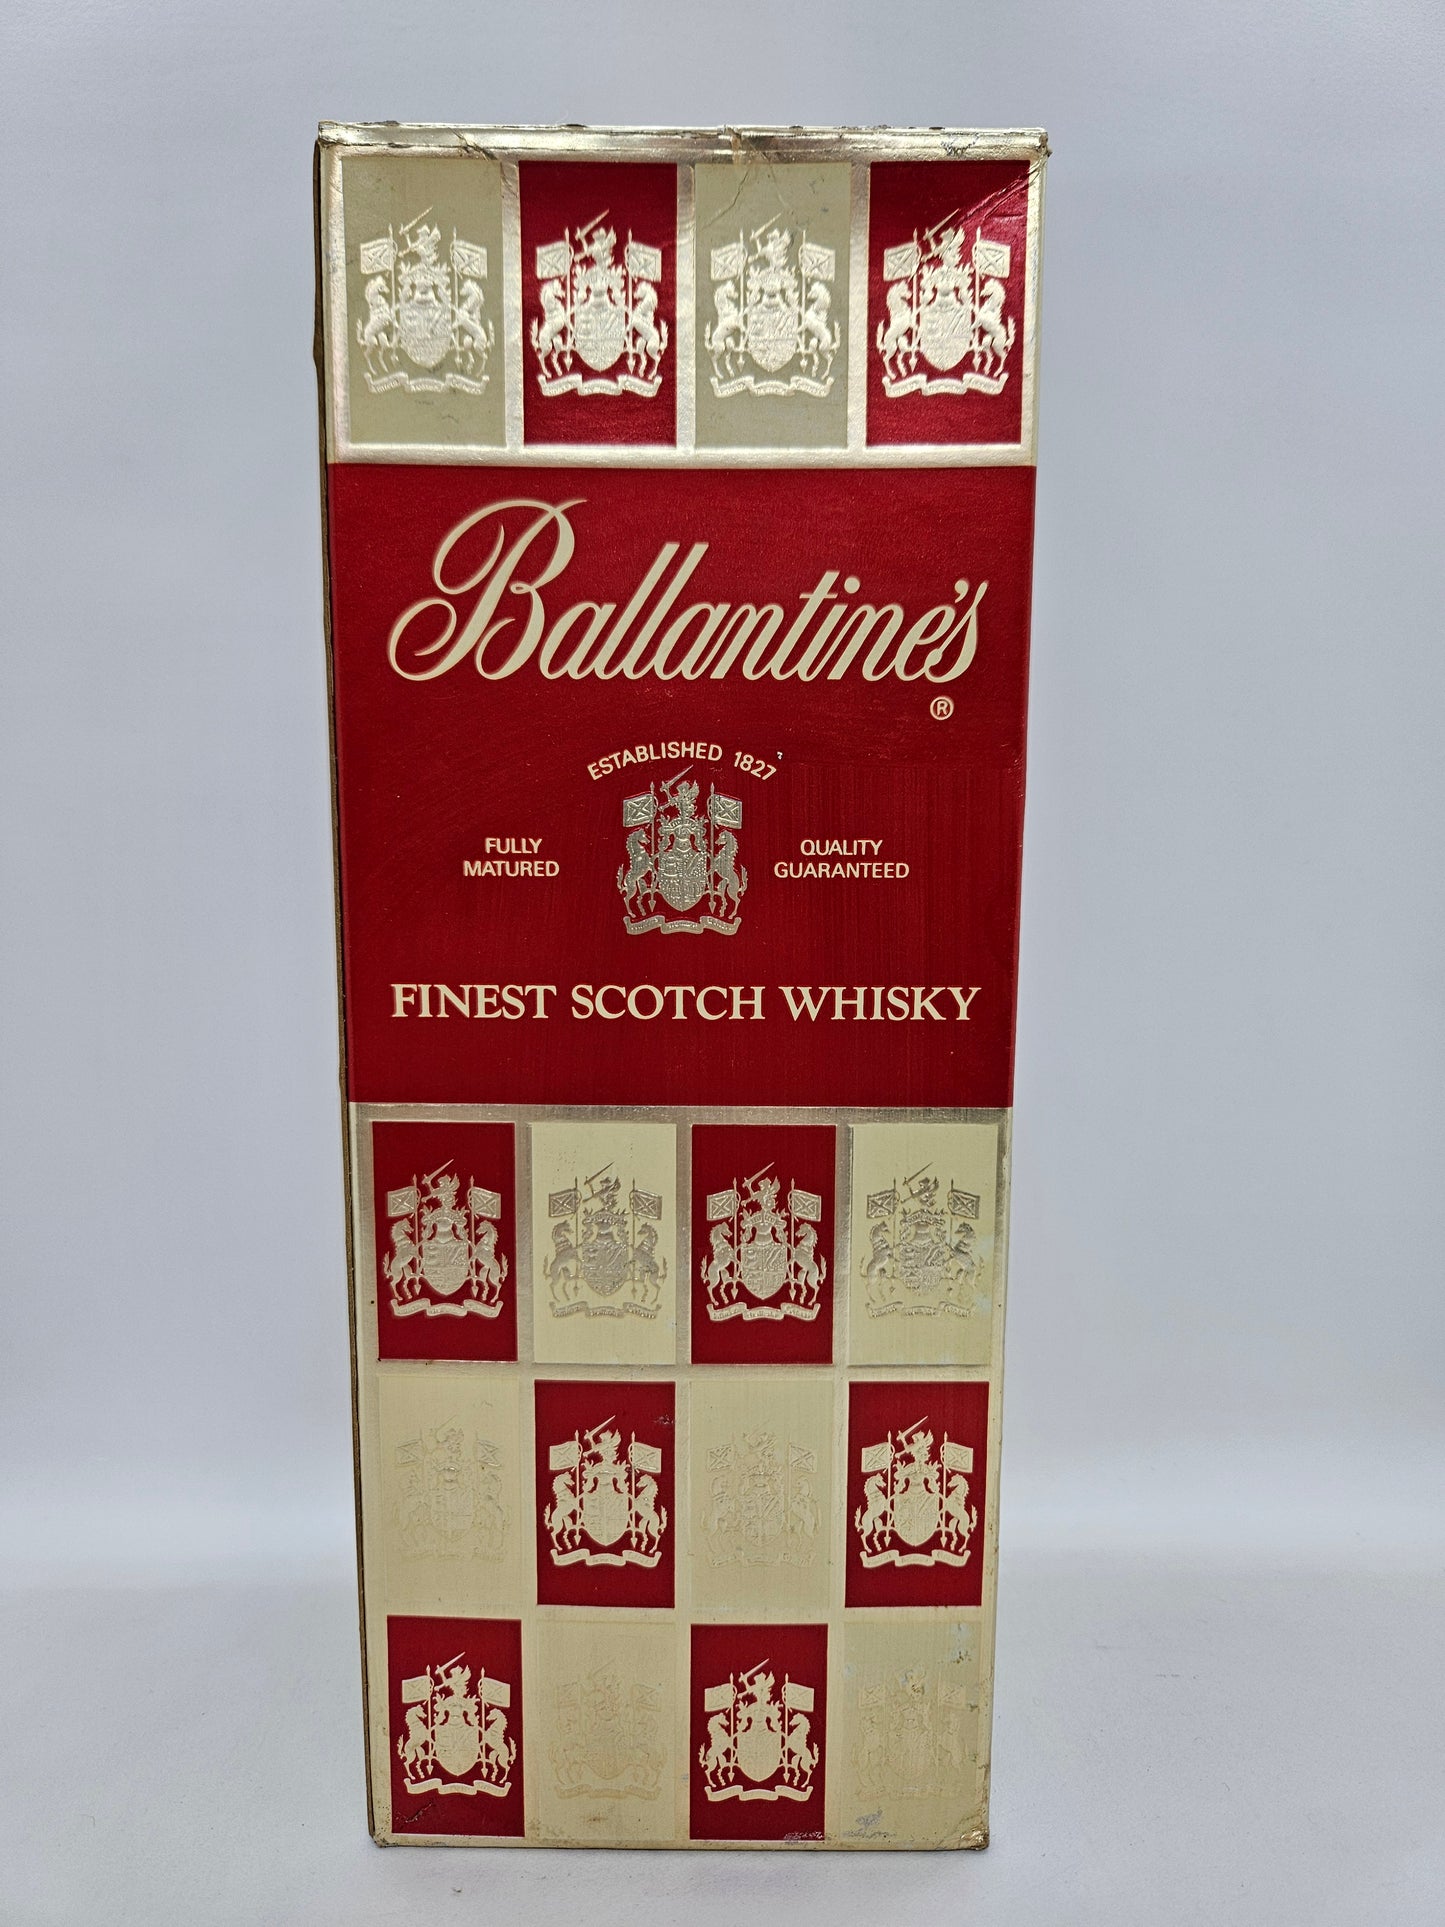 Ballantine's
®
ESTABLISHED 1827
FULLY
MATURED
QUALITY
GUARANTEED
FINEST SCOTCH WHISKY